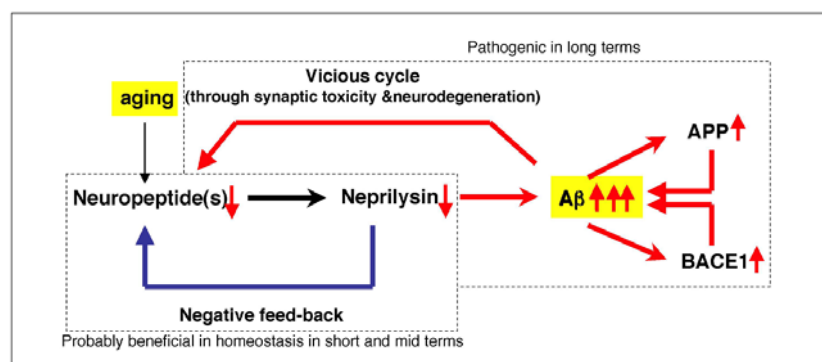 Pathogenic in long terms
Vicious cycle
(through synaptic toxicity &neurodegeneration)
aging
APP
Neuropeptide(s)
Neprilysin
Aβ
BACE1
Negative feed-back
Probably beneficial in homeostasis in short and mid terms